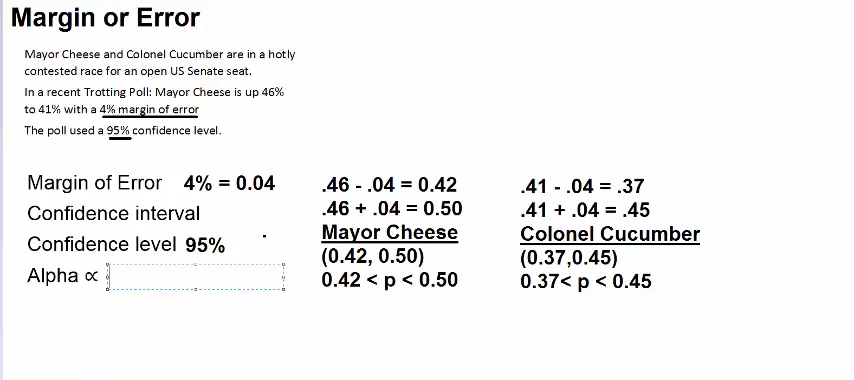 Margin or Error
Mayor Cheese and Colonel Cucumber are in a hotly
contested race for an open US Senate seat.
In a recent Trotting Poll: Mayor Cheese is up 46%
to 41% with a 4% margin of error
The poll used a 95% confidence level.
Margin of Error 4% = 0.04
Confidence interval
Confidence level 95%
Alpha ∝
.46 - .04 = 0.42
.46 + .04 = 0.50
Mayor Cheese
(0.42, 0.50)
0.42 < p < 0.50
.41 - .04 = .37
.41 + .04 = .45
Colonel Cucumber
(0.37,0.45)
0.37< p < 0.45